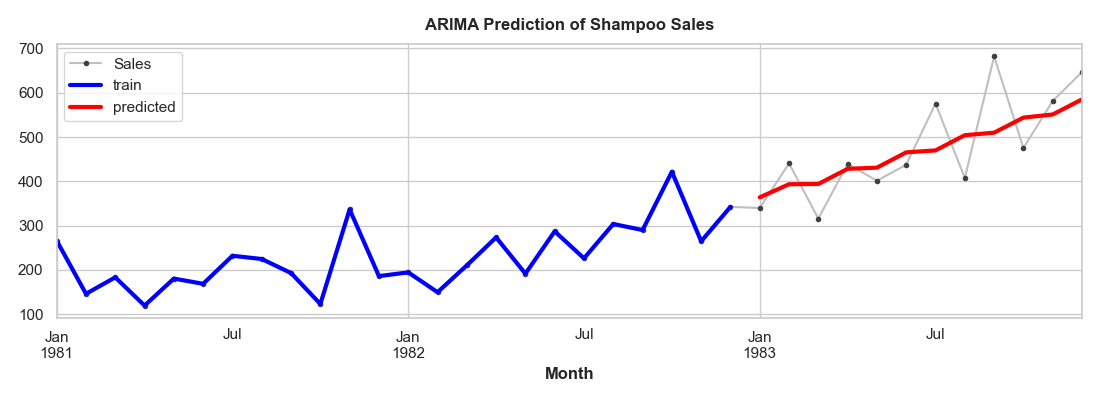 ARIMA Prediction of Shampoo Sales
700
600
500
400
300
200
100
Sales
train
predicted
Jan Jul Jan Jul Jan Jul
1981 1982 1983
Month